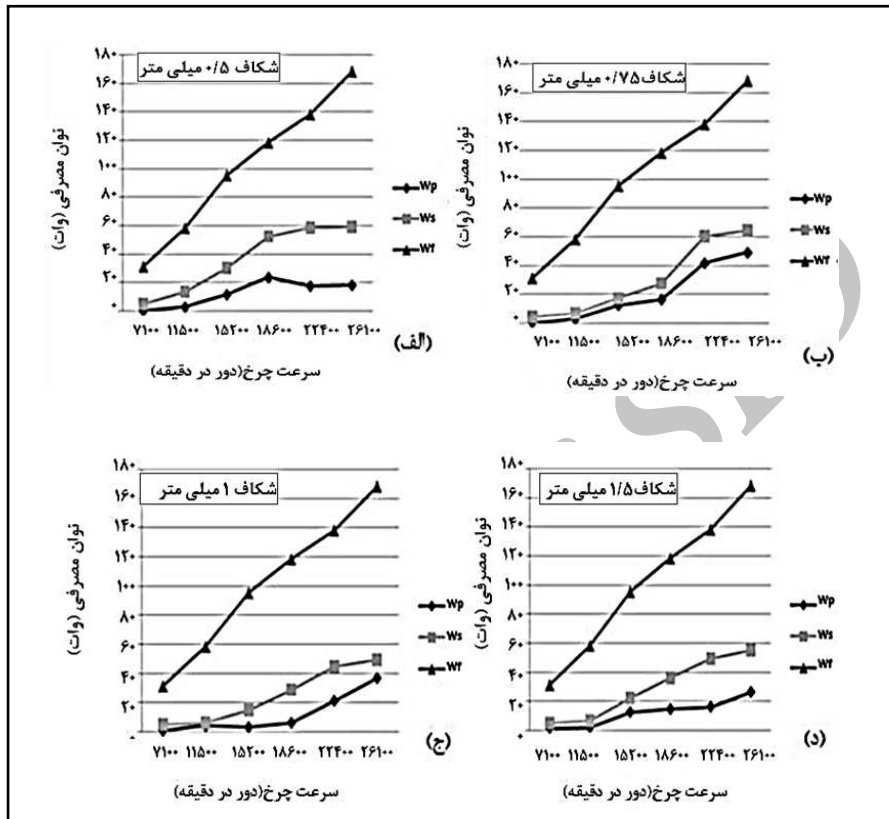 شکاف ۰/۵ میلی متر
۱۸۰
۱۶۰
۱۴۰
۱۲۰
۱۰۰
۸۰
۶۰
۴۰
۲۰
۰
توان مصرفی (وات)
Wp
Ws
Wf
۷۱۰۰ ۱۱۵۰۰ ۱۵۲۰۰ ۱۸۶۰۰ ۲۲۴۰۰ ۲۶۱۰۰
(الف)
سرعت چرخ(دور در دقیقه)
شکاف۰/۷۵ میلی متر
۱۸۰
۱۶۰
۱۴۰
۱۲۰
۱۰۰
۸۰
۶۰
۴۰
۲۰
۰
توان مصرفی (وات)
Wp
Ws
Wf
۷۱۰۰ ۱۱۵۰۰ ۱۵۲۰۰ ۱۸۶۰۰ ۲۲۴۰۰ ۲۶۱۰۰
(ب)
سرعت چرخ(دور در دقیقه)
شکاف ۱ میلی متر
۱۸۰
۱۶۰
۱۴۰
۱۲۰
۱۰۰
۸۰
۶۰
۴۰
۲۰
۰
توان مصرفی (وات)
Wp
Ws
Wf
۷۱۰۰ ۱۱۵۰۰ ۱۵۲۰۰ ۱۸۶۰۰ ۲۲۴۰۰ ۲۶۱۰۰
(ج)
سرعت چرخ(دور در دقیقه)
شکاف۱/۵ میلی متر
۱۸۰
۱۶۰
۱۴۰
۱۲۰
۱۰۰
۸۰
۶۰
۴۰
۲۰
۰
توان مصرفی (وات)
Wp
Ws
Wf
۷۱۰۰ ۱۱۵۰۰ ۱۵۲۰۰ ۱۸۶۰۰ ۲۲۴۰۰ ۲۶۱۰۰
(د)
سرعت چرخ(دور در دقیقه)